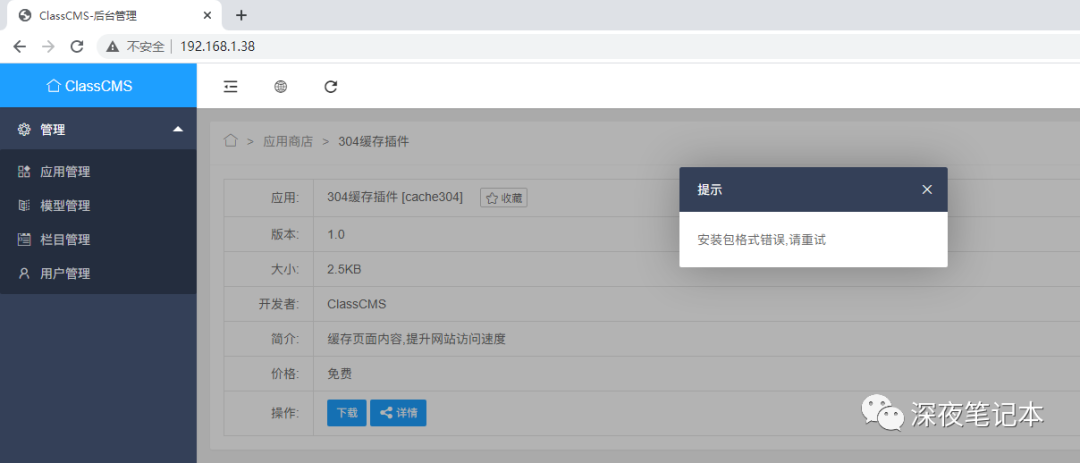 ClassCMS-后台管理
不安全 192.168.1.38
ClassCMS
管理
应用管理
模型管理
栏目管理
用户管理
> 应用商店 > 304缓存插件
应用: 304缓存插件 [cache304] 收藏
版本: 1.0
大小: 2.5KB
开发者: ClassCMS
简介: 缓存页面内容,提升网站访问速度
价格: 免费
操作: 下载 详情
提示
安装包格式错误,请重试
深夜笔记本